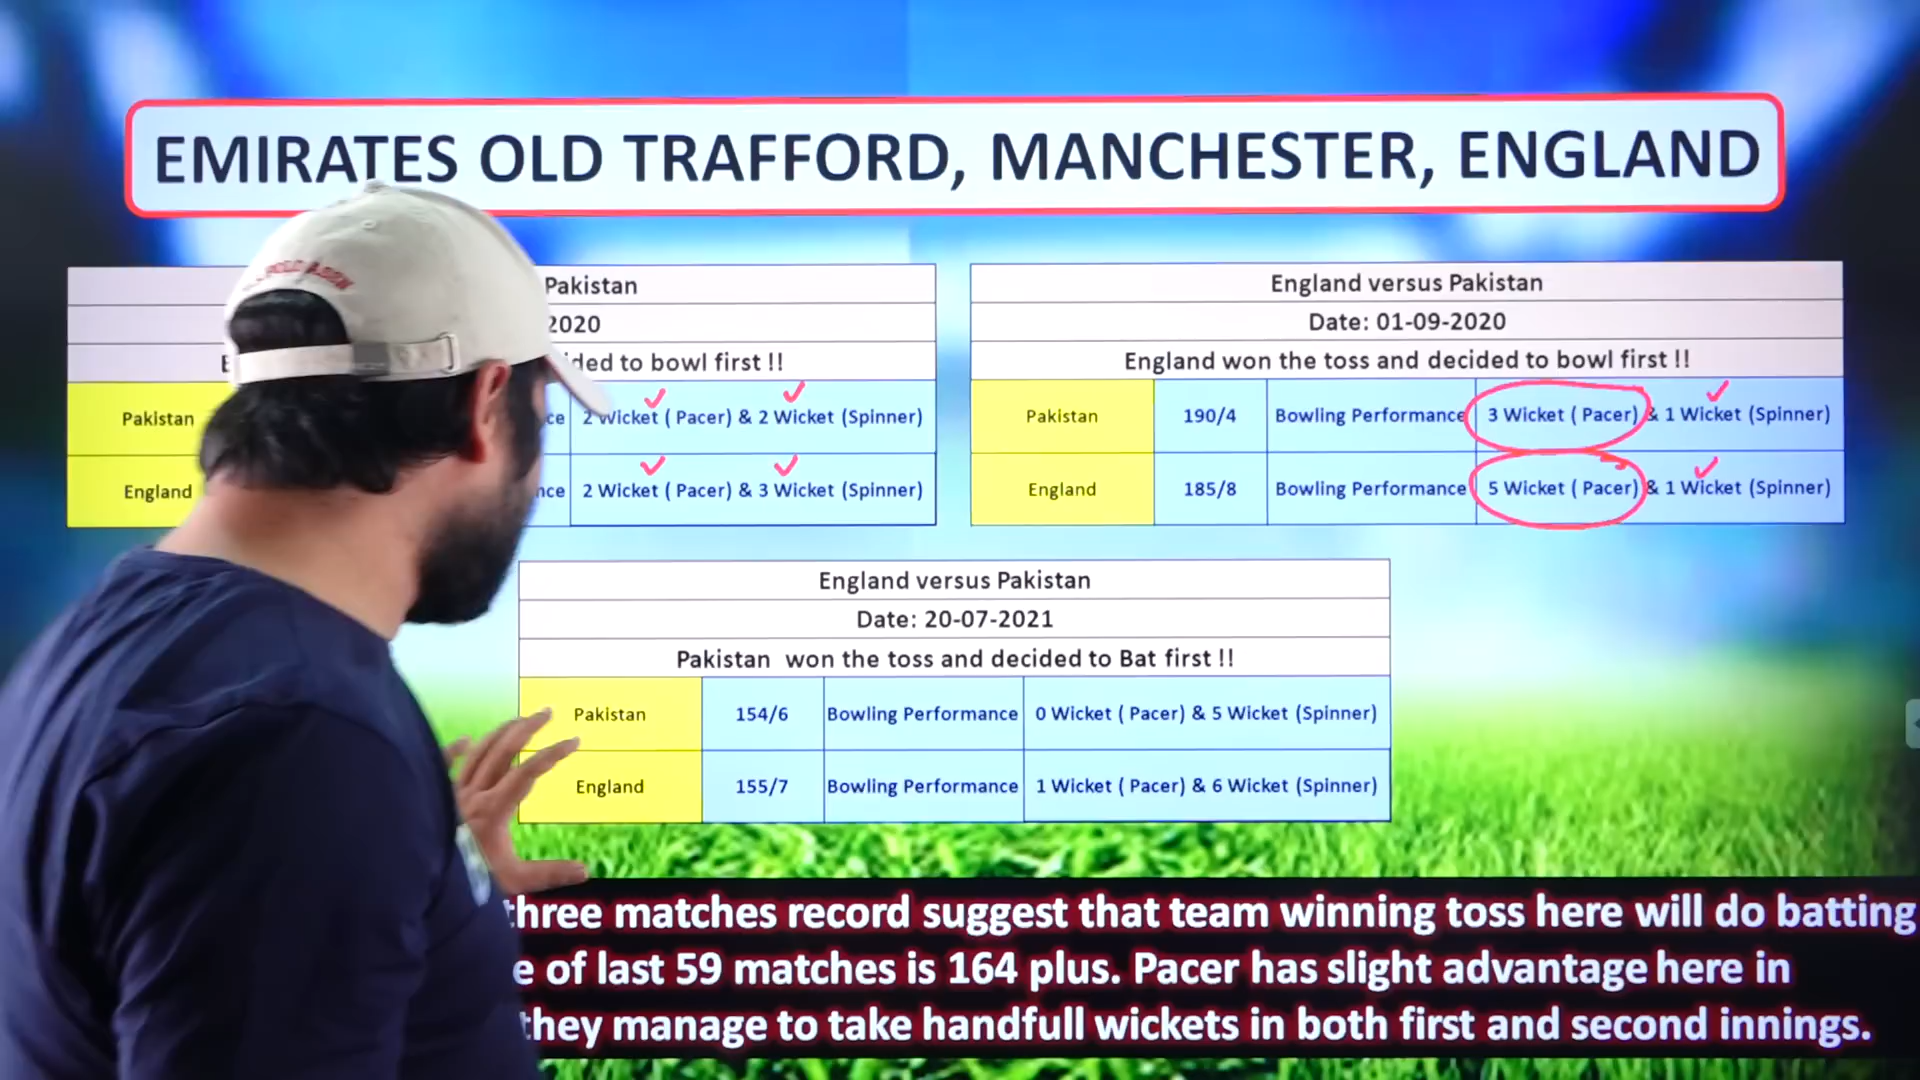 EMIRATES OLD TRAFFORD, MANCHESTER, ENGLAND
Pakistan
2020
ded to bowl first !!
Pakistan 2 Wicket ( Pacer) & 2 Wicket (Spinner)
England 2 Wicket ( Pacer) & 3 Wicket (Spinner)
England versus Pakistan
Date: 01-09-2020
England won the toss and decided to bowl first !!
Pakistan 190/4 Bowling Performance 3 Wicket ( Pacer) & 1 Wicket (Spinner)
England 185/8 Bowling Performance 5 Wicket ( Pacer) & 1 Wicket (Spinner)
England versus Pakistan
Date: 20-07-2021
Pakistan won the toss and decided to Bat first !!
Pakistan 154/6 Bowling Performance 0 Wicket ( Pacer) & 5 Wicket (Spinner)
England 155/7 Bowling Performance 1 Wicket ( Pacer) & 6 Wicket (Spinner)
three matches record suggest that team winning toss here will do batting
of last 59 matches is 164 plus. Pacer has slight advantage here in
they manage to take handfull wickets in both first and second innings.